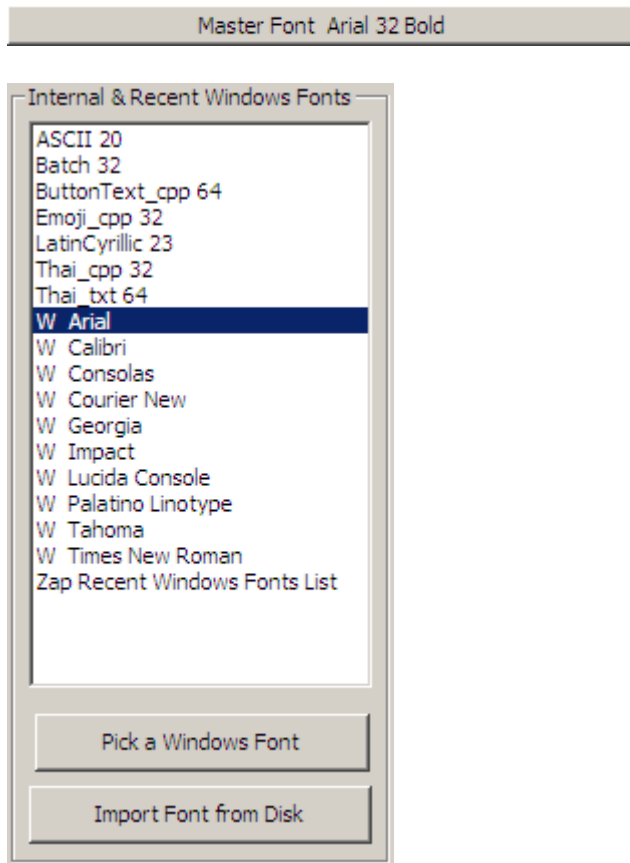 Master Font  Arial 32 Bold
Internal & Recent Windows Fonts
ASCII 20
Batch 32
ButtonText_cpp 64
Emoji_cpp 32
LatinCyrillic 23
Thai_cpp 32
Thai_txt 64
W  Arial
W  Calibri
W  Consolas
W  Courier New
W  Georgia
W  Impact
W  Lucida Console
W  Palatino Linotype
W  Tahoma
W  Times New Roman
Zap Recent Windows Fonts List
Pick a Windows Font
Import Font from Disk